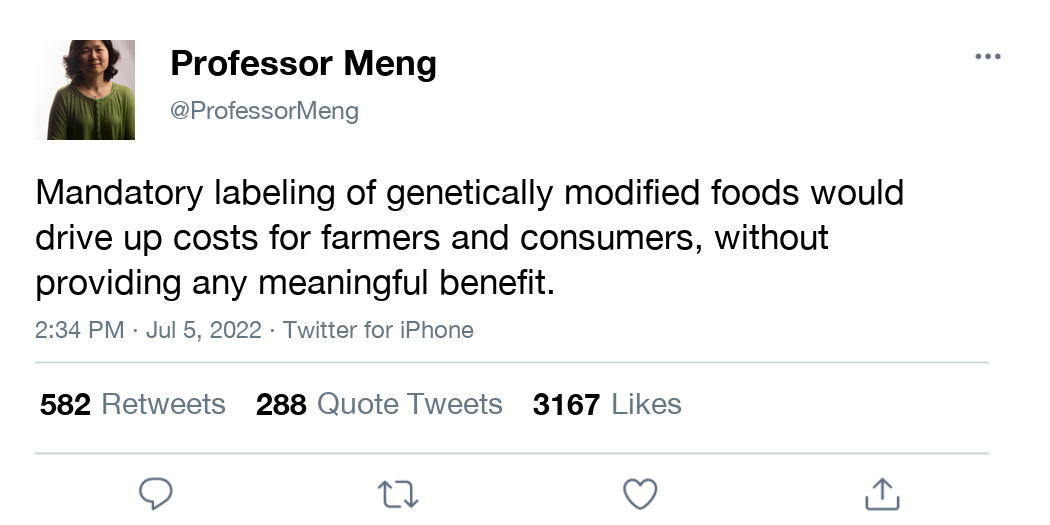 Professor Meng
@ProfessorMeng
Mandatory labeling of genetically modified foods would
drive up costs for farmers and consumers, without
providing any meaningful benefit.
2:34 PM · Jul 5, 2022 · Twitter for iPhone
582 Retweets 288 Quote Tweets 3167 Likes